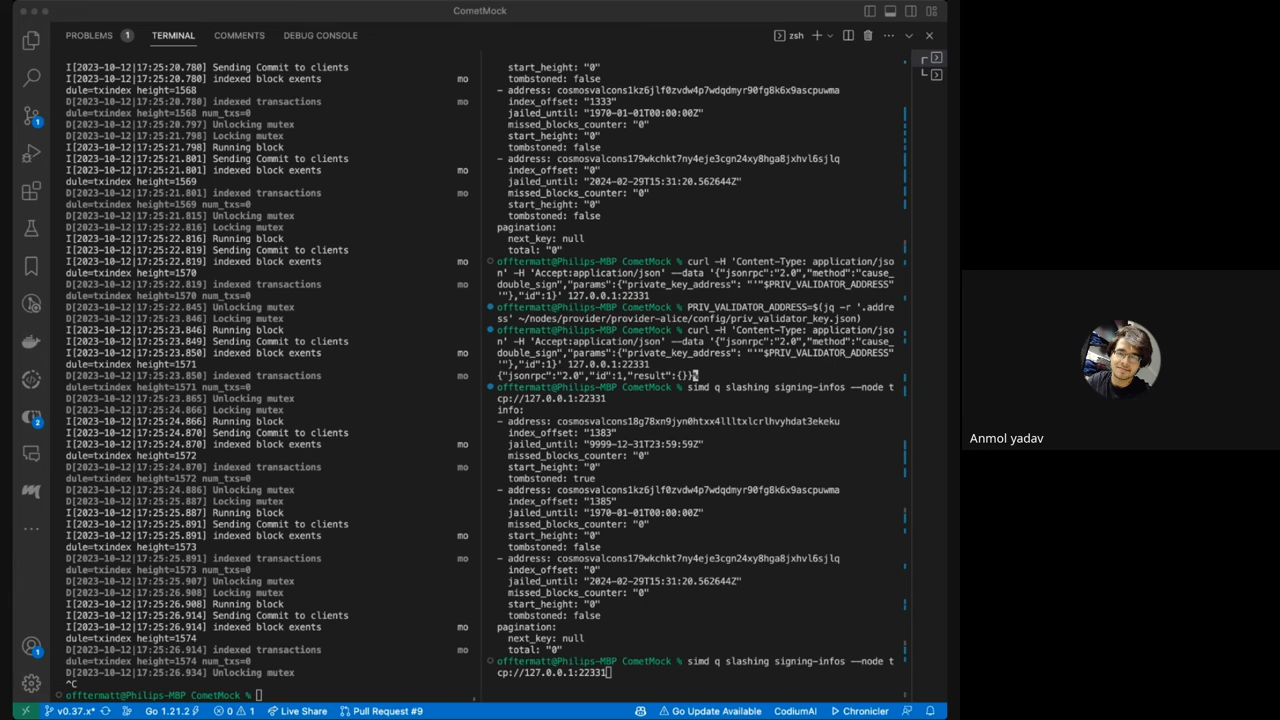 CometMock
PROBLEMS 1 TERMINAL COMMENTS DEBUG CONSOLE zsh
I[2023-10-12|17:25:20.780] Sending Commit to clients
I[2023-10-12|17:25:20.780] indexed block exents mo
dule=txindex height=1568
D[2023-10-12|17:25:20.780] indexed transactions mo
dule=txindex height=1568 num_txs=0
D[2023-10-12|17:25:20.797] Unlocking mutex
D[2023-10-12|17:25:21.798] Locking mutex
I[2023-10-12|17:25:21.798] Running block
I[2023-10-12|17:25:21.801] Sending Commit to clients
I[2023-10-12|17:25:21.801] indexed block exents mo
dule=txindex height=1569
D[2023-10-12|17:25:21.801] indexed transactions mo
dule=txindex height=1569 num_txs=0
D[2023-10-12|17:25:21.815] Unlocking mutex
D[2023-10-12|17:25:22.816] Locking mutex
I[2023-10-12|17:25:22.816] Running block
I[2023-10-12|17:25:22.819] Sending Commit to clients
I[2023-10-12|17:25:22.819] indexed block exents mo
dule=txindex height=1570
D[2023-10-12|17:25:22.819] indexed transactions mo
dule=txindex height=1570 num_txs=0
D[2023-10-12|17:25:22.845] Unlocking mutex
D[2023-10-12|17:25:23.845] Locking mutex
I[2023-10-12|17:25:23.846] Running block
I[2023-10-12|17:25:23.849] Sending Commit to clients
I[2023-10-12|17:25:23.850] indexed block exents mo
dule=txindex height=1571
D[2023-10-12|17:25:23.850] indexed transactions mo
dule=txindex height=1571 num_txs=0
D[2023-10-12|17:25:23.865] Unlocking mutex
D[2023-10-12|17:25:24.866] Locking mutex
I[2023-10-12|17:25:24.866] Running block
I[2023-10-12|17:25:24.870] Sending Commit to clients
I[2023-10-12|17:25:24.870] indexed block exents mo
dule=txindex height=1572
D[2023-10-12|17:25:24.870] indexed transactions mo
dule=txindex height=1572 num_txs=0
D[2023-10-12|17:25:24.886] Unlocking mutex
D[2023-10-12|17:25:25.887] Locking mutex
I[2023-10-12|17:25:25.887] Running block
I[2023-10-12|17:25:25.891] Sending Commit to clients
I[2023-10-12|17:25:25.891] indexed block exents mo
dule=txindex height=1573
D[2023-10-12|17:25:25.891] indexed transactions mo
dule=txindex height=1573 num_txs=0
D[2023-10-12|17:25:25.907] Unlocking mutex
D[2023-10-12|17:25:26.908] Locking mutex
I[2023-10-12|17:25:26.908] Running block
I[2023-10-12|17:25:26.914] Sending Commit to clients
I[2023-10-12|17:25:26.914] indexed block exents mo
dule=txindex height=1574
D[2023-10-12|17:25:26.914] indexed transactions mo
dule=txindex height=1574 num_txs=0
D[2023-10-12|17:25:26.934] Unlocking mutex
^C
offtermatt@Philips-MBP CometMock %
start_height: "0"
tombstoned: false
- address: cosmosvalcons1kz6jlf0zvdw4p7wdqdmyr90fg8k6x9ascpuwma
index_offset: "1333"
jailed_until: "1970-01-01T00:00:00Z"
missed_blocks_counter: "0"
start_height: "0"
tombstoned: false
- address: cosmosvalcons179wkchkt7ny4eje3cgn24xy8hga8jxhvl6sjlq
index_offset: "0"
jailed_until: "2024-02-29T15:31:20.562644Z"
missed_blocks_counter: "0"
start_height: "0"
tombstoned: false
pagination:
next_key: null
total: "0"
offtermatt@Philips-MBP CometMock % curl -H 'Content-Type: application/jso
n' -H 'Accept:application/json' --data '{"jsonrpc":"2.0","method":"cause_
double_sign","params":{"private_key_address": "'"$PRIV_VALIDATOR_ADDRESS"
'"},"id":1}' 127.0.0.1:22331
offtermatt@Philips-MBP CometMock % PRIV_VALIDATOR_ADDRESS=$(jq -r '.addre
ss' ~/nodes/provider/provider-alice/config/priv_validator_key.json)
offtermatt@Philips-MBP CometMock % curl -H 'Content-Type: application/jso
n' -H 'Accept:application/json' --data '{"jsonrpc":"2.0","method":"cause_
double_sign","params":{"private_key_address": "'"$PRIV_VALIDATOR_ADDRESS"
'"},"id":1}' 127.0.0.1:22331
{"jsonrpc":"2.0","id":1,"result":{}}%
offtermatt@Philips-MBP CometMock % simd q slashing signing-infos --node t
cp://127.0.0.1:22331
info:
- address: cosmosvalcons18g78xn9jyn0htxx4llltxlcrlhvyhdat3ekeku
index_offset: "1383"
jailed_until: "9999-12-31T23:59:59Z"
missed_blocks_counter: "0"
start_height: "0"
tombstoned: true
- address: cosmosvalcons1kz6jlf0zvdw4p7wdqdmyr90fg8k6x9ascpuwma
index_offset: "1385"
jailed_until: "1970-01-01T00:00:00Z"
missed_blocks_counter: "0"
start_height: "0"
tombstoned: false
- address: cosmosvalcons179wkchkt7ny4eje3cgn24xy8hga8jxhvl6sjlq
index_offset: "0"
jailed_until: "2024-02-29T15:31:20.562644Z"
missed_blocks_counter: "0"
start_height: "0"
tombstoned: false
pagination:
next_key: null
total: "0"
offtermatt@Philips-MBP CometMock % simd q slashing signing-infos --node t
cp://127.0.0.1:22331
Anmol yadav
1
2
1
v0.37.x* Go 1.21.2 0 1 Live Share Pull Request #9 Go Update Available CodiumAI Chronicler